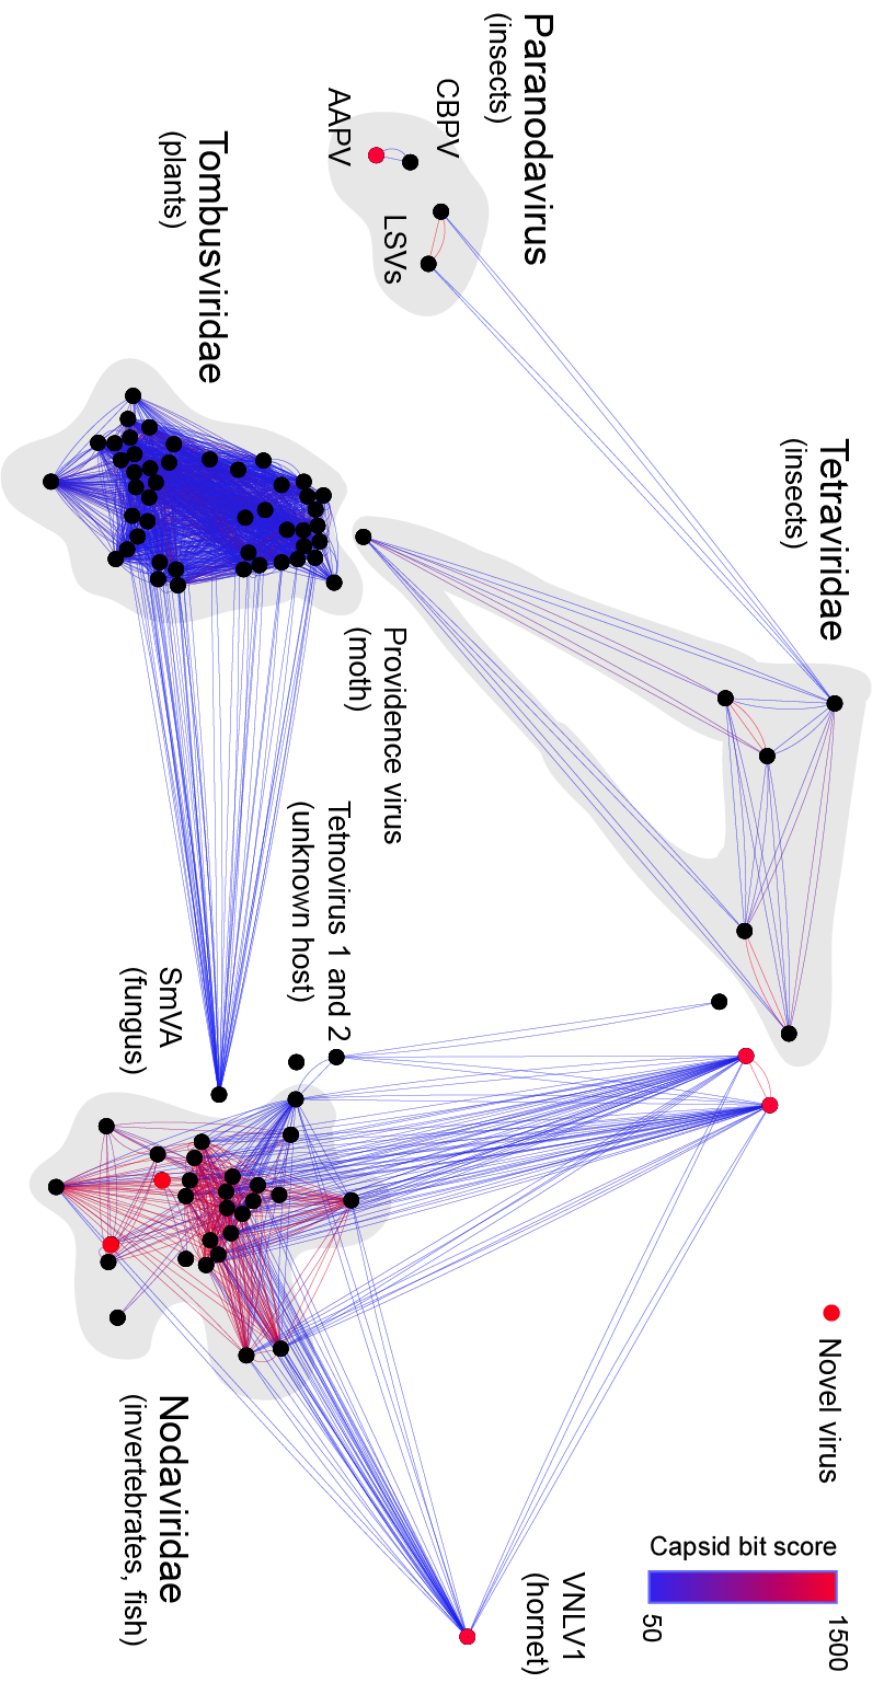 Paranodavirus
(insects)
CBPV
AAPV
LSVs
Tombusviridae
(plants)
Tetraviridae
(insects)
Providence virus
(moth)
Tetnovirus 1 and 2
(unknown host)
SmVA
(fungus)
Nodaviridae
(invertebrates, fish)
VNLV1
(hornet)
Novel virus
Capsid bit score
50
1500